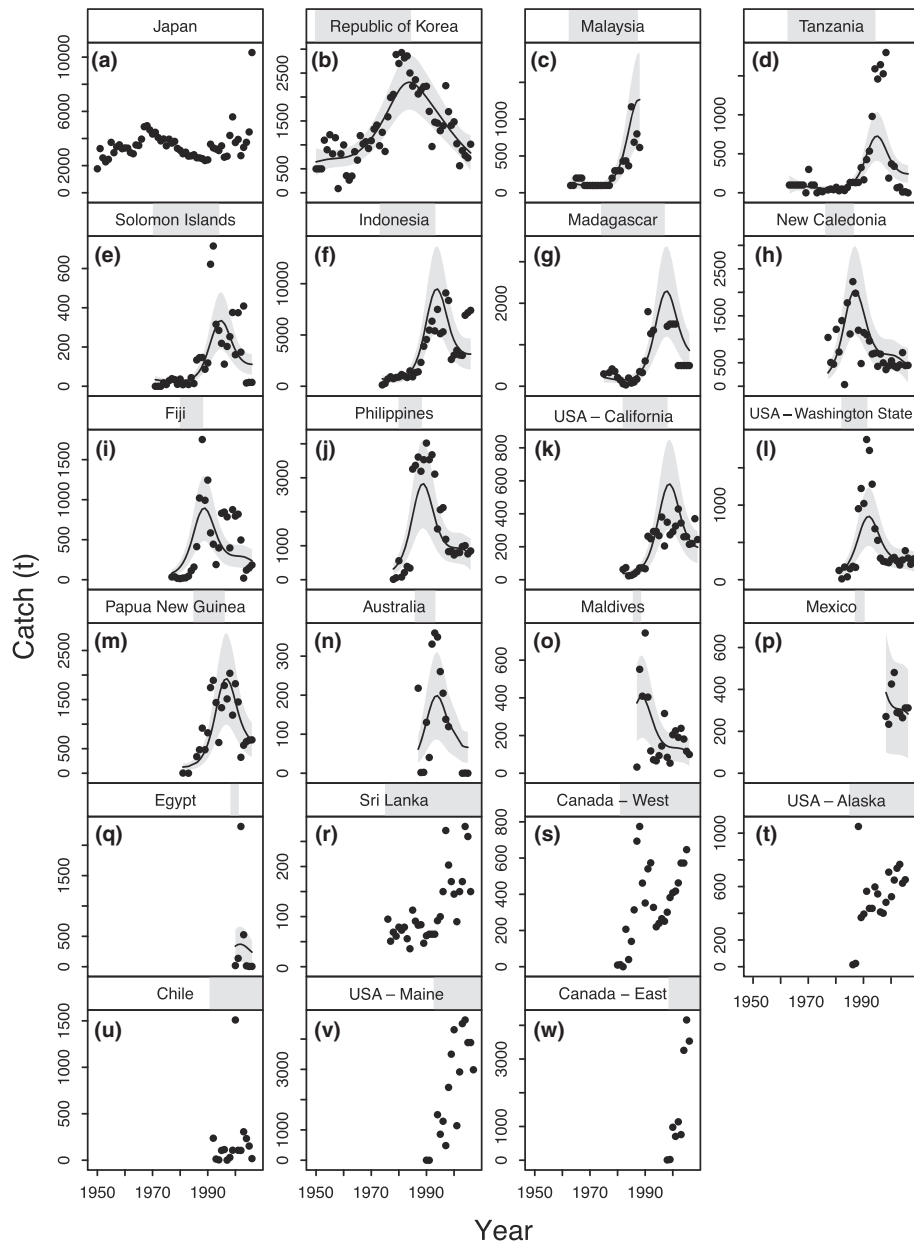 Japan
(a)
0 2000 6000 10000
Republic of Korea
(b)
0 500 1500 2500
Malaysia
(c)
0 500 1000
Tanzania
(d)
0 500 1000 1500
Solomon Islands
(e)
0 200 400 600
Indonesia
(f)
0 5000 10000
Madagascar
(g)
0 1000 2000
New Caledonia
(h)
0 500 1500 2500
Fiji
(i)
0 500 1000 1500
Philippines
(j)
0 1000 3000
USA – California
(k)
0 200 400 600 800
USA – Washington State
(l)
0 500 1000
Papua New Guinea
(m)
0 500 1500 2500
Australia
(n)
0 100 200 300
Maldives
(o)
0 200 400 600
Mexico
(p)
0 200 400 600
Egypt
(q)
0 500 1500
Sri Lanka
(r)
0 100 200
Canada – West
(s)
0 200 400 600 800
USA – Alaska
(t)
0 200 600 1000
Chile
(u)
0 500 1000 1500
USA – Maine
(v)
0 1000 3000
Canada – East
(w)
0 1000 3000
1950 1970 1990
1950 1970 1990
1950 1970 1990
1950 1970 1990
Catch (t)
Year